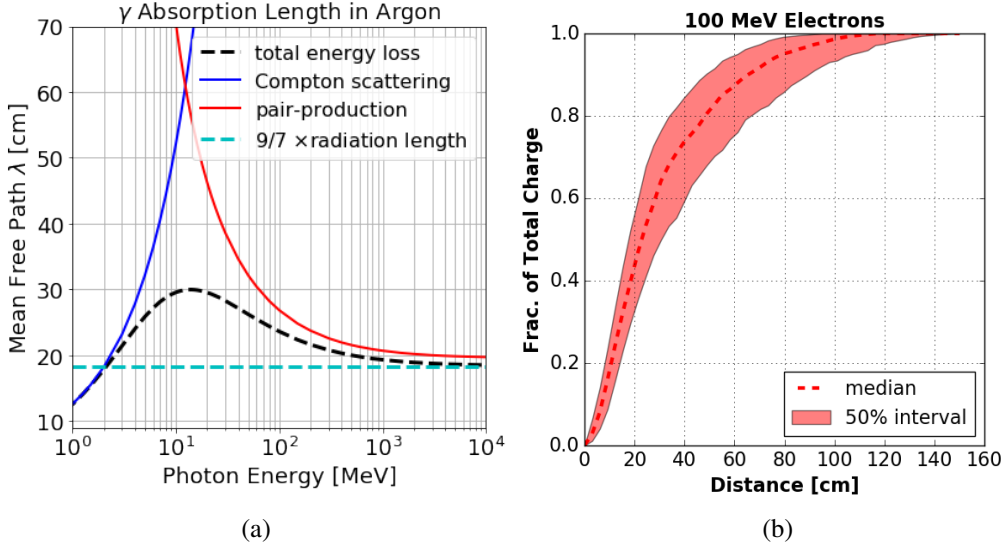 γ Absorption Length in Argon
70
60
50
40
30
20
10
Mean Free Path λ [cm]
total energy loss
Compton scattering
pair-production
9/7 ×radiation length
10^0 10^1 10^2 10^3 10^4
Photon Energy [MeV]
(a)
100 MeV Electrons
1.0
0.8
0.6
0.4
0.2
0.0
Frac. of Total Charge
median
50% interval
0 20 40 60 80 100 120 140 160
Distance [cm]
(b)